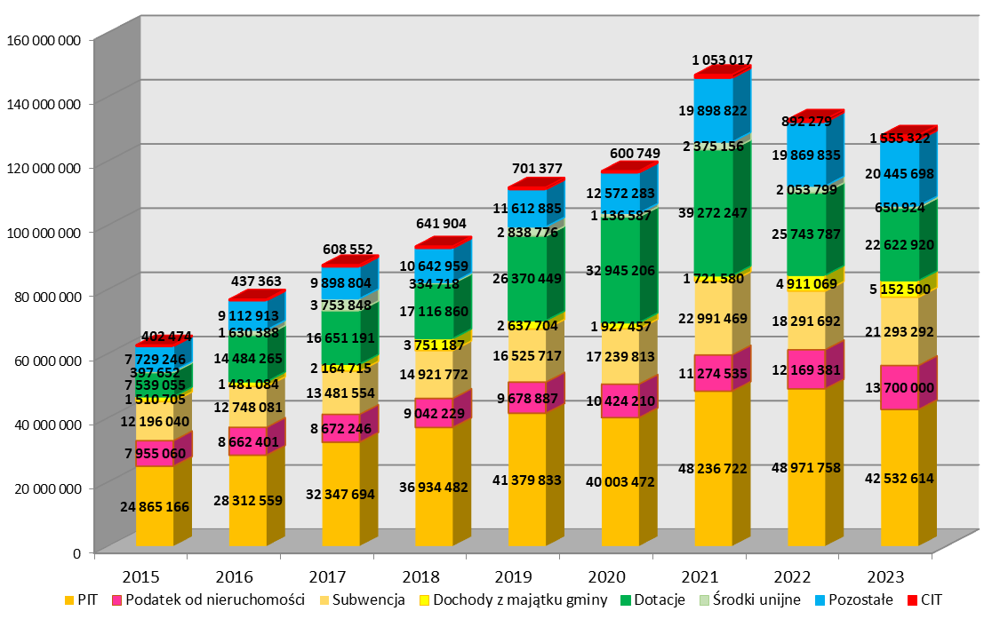 160 000 000
140 000 000
120 000 000
100 000 000
80 000 000
60 000 000
40 000 000
20 000 000
0
402 474
7 729 246
397 652
7 539 055
1 510 705
12 196 040
7 955 060
24 865 166
437 363
9 112 913
1 630 388
14 484 265
1 481 084
12 748 081
8 662 401
28 312 559
608 552
9 898 804
3 753 848
16 651 191
2 164 715
13 481 554
8 672 246
32 347 694
641 904
10 642 959
334 718
17 116 860
3 751 187
14 921 772
9 042 229
36 934 482
701 377
11 612 885
2 838 776
26 370 449
2 637 704
16 525 717
9 678 887
41 379 833
600 749
12 572 283
1 136 587
32 945 206
1 927 457
17 239 813
10 424 210
40 003 472
1 053 017
19 898 822
2 375 156
39 272 247
1 721 580
22 991 469
11 274 535
48 236 722
892 279
19 869 835
2 053 799
25 743 787
4 911 069
18 291 692
12 169 381
48 971 758
1 555 322
20 445 698
650 924
22 622 920
5 152 500
21 293 292
13 700 000
42 532 614
2015 2016 2017 2018 2019 2020 2021 2022 2023
PIT Podatek od nieruchomości Subwencja Dochody z majątku gminy Dotacje Środki unijne Pozostałe CIT